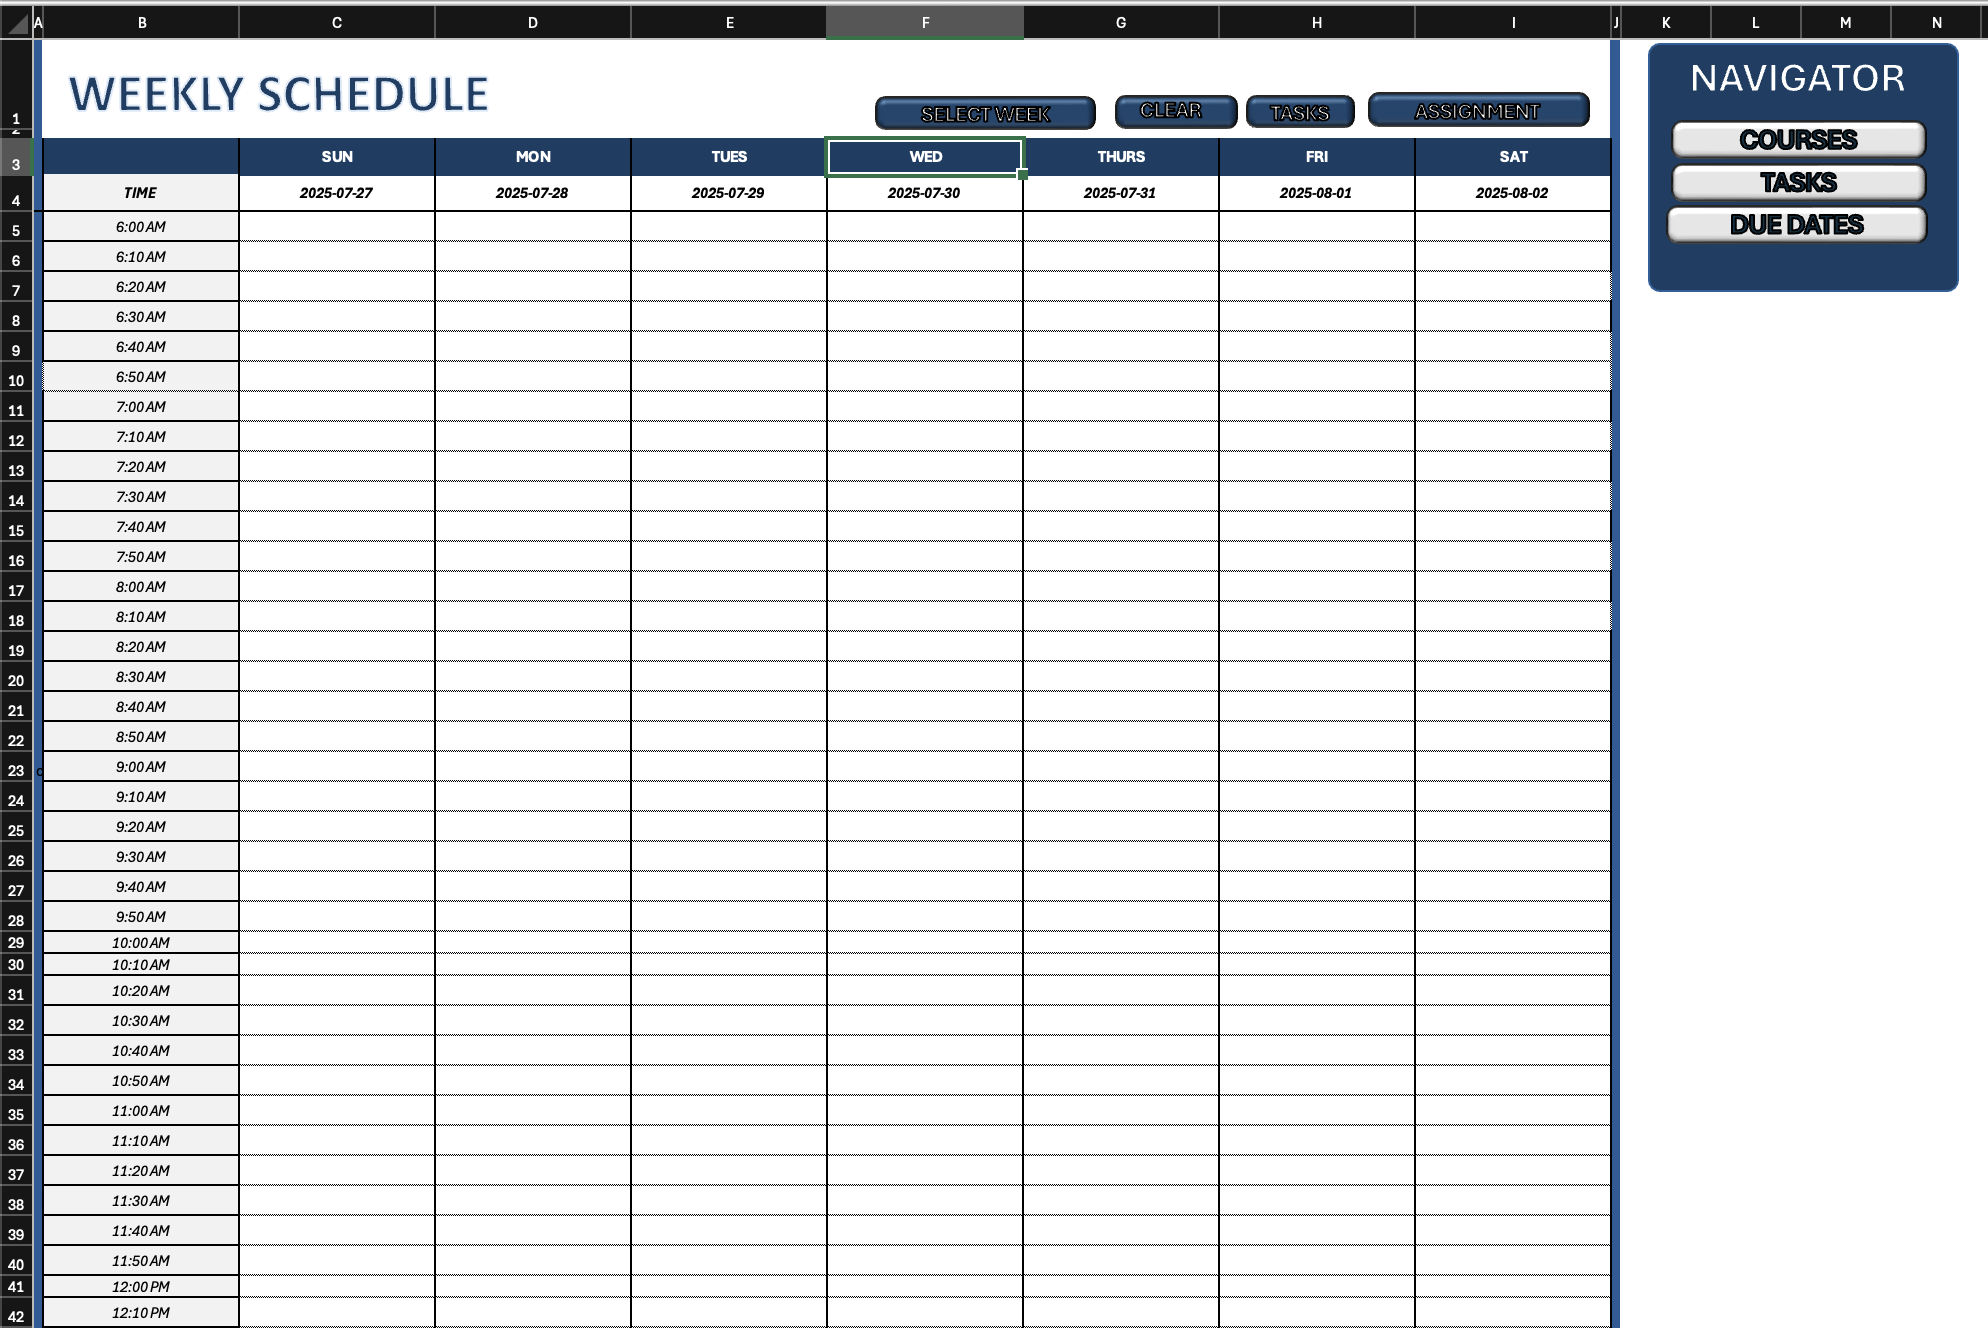 A B C D E F G H I J K L M N
1 WEEKLY SCHEDULE SELECT WEEK CLEAR TASKS ASSIGNMENT
NAVIGATOR
COURSES
TASKS
DUE DATES
2
3 SUN MON TUES WED THURS FRI SAT
4 TIME 2025-07-27 2025-07-28 2025-07-29 2025-07-30 2025-07-31 2025-08-01 2025-08-02
5 6:00 AM
6 6:10 AM
7 6:20 AM
8 6:30 AM
9 6:40 AM
10 6:50 AM
11 7:00 AM
12 7:10 AM
13 7:20 AM
14 7:30 AM
15 7:40 AM
16 7:50 AM
17 8:00 AM
18 8:10 AM
19 8:20 AM
20 8:30 AM
21 8:40 AM
22 8:50 AM
23 9:00 AM
24 9:10 AM
25 9:20 AM
26 9:30 AM
27 9:40 AM
28 9:50 AM
29 10:00 AM
30 10:10 AM
31 10:20 AM
32 10:30 AM
33 10:40 AM
34 10:50 AM
35 11:00 AM
36 11:10 AM
37 11:20 AM
38 11:30 AM
39 11:40 AM
40 11:50 AM
41 12:00 PM
42 12:10 PM